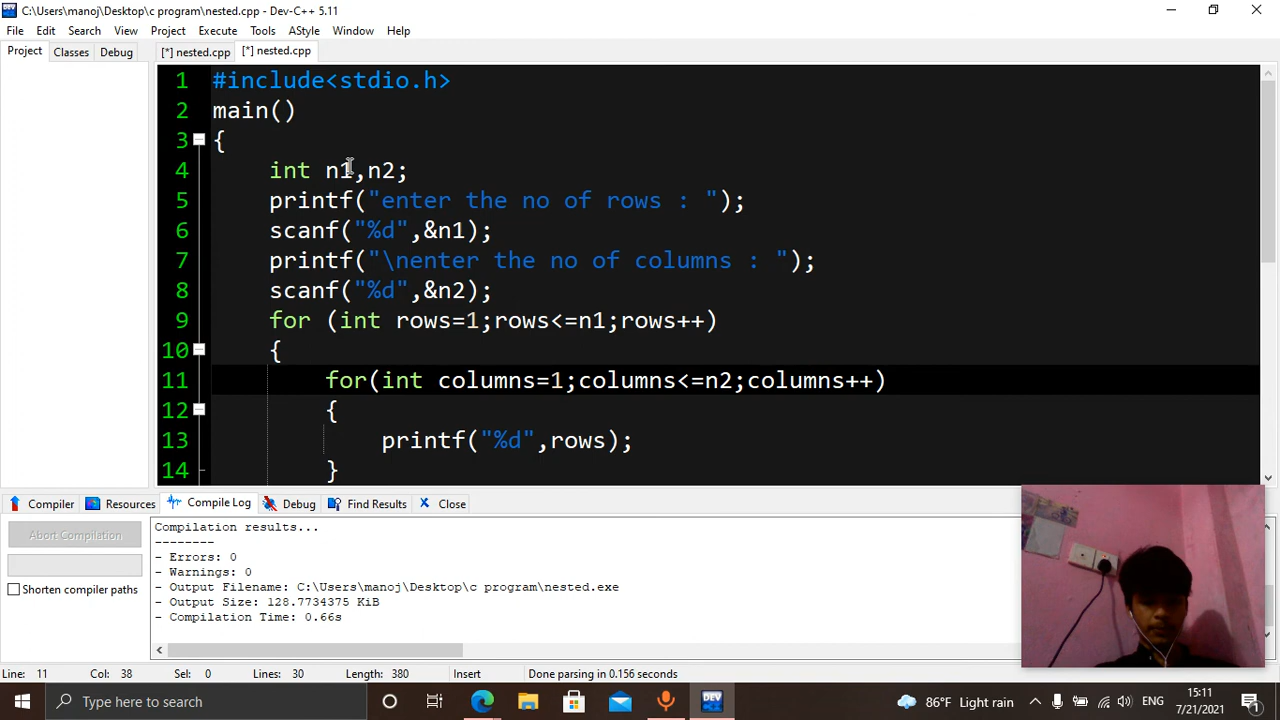 C:\Users\manoj\Desktop\c program\nested.cpp - Dev-C++ 5.11
File Edit Search View Project Execute Tools AStyle Window Help
Project Classes Debug [*] nested.cpp [*] nested.cpp
1 #include<stdio.h>
2 main()
3 {
4 int n1,n2;
5 printf("enter the no of rows : ");
6 scanf("%d",&n1);
7 printf("\nenter the no of columns : ");
8 scanf("%d",&n2);
9 for (int rows=1;rows<=n1;rows++)
10 {
11 for(int columns=1;columns<=n2;columns++)
12 {
13 printf("%d",rows);
14 }
Compiler Resources Compile Log Debug Find Results Close
Abort Compilation
Shorten compiler paths
Compilation results...
--------
- Errors: 0
- Warnings: 0
- Output Filename: C:\Users\manoj\Desktop\c program\nested.exe
- Output Size: 128.7734375 KiB
- Compilation Time: 0.66s
Line: 11 Col: 38 Sel: 0 Lines: 30 Length: 380 Insert Done parsing in 0.156 seconds
Type here to search 86°F Light rain ENG 15:11 7/21/2021 1